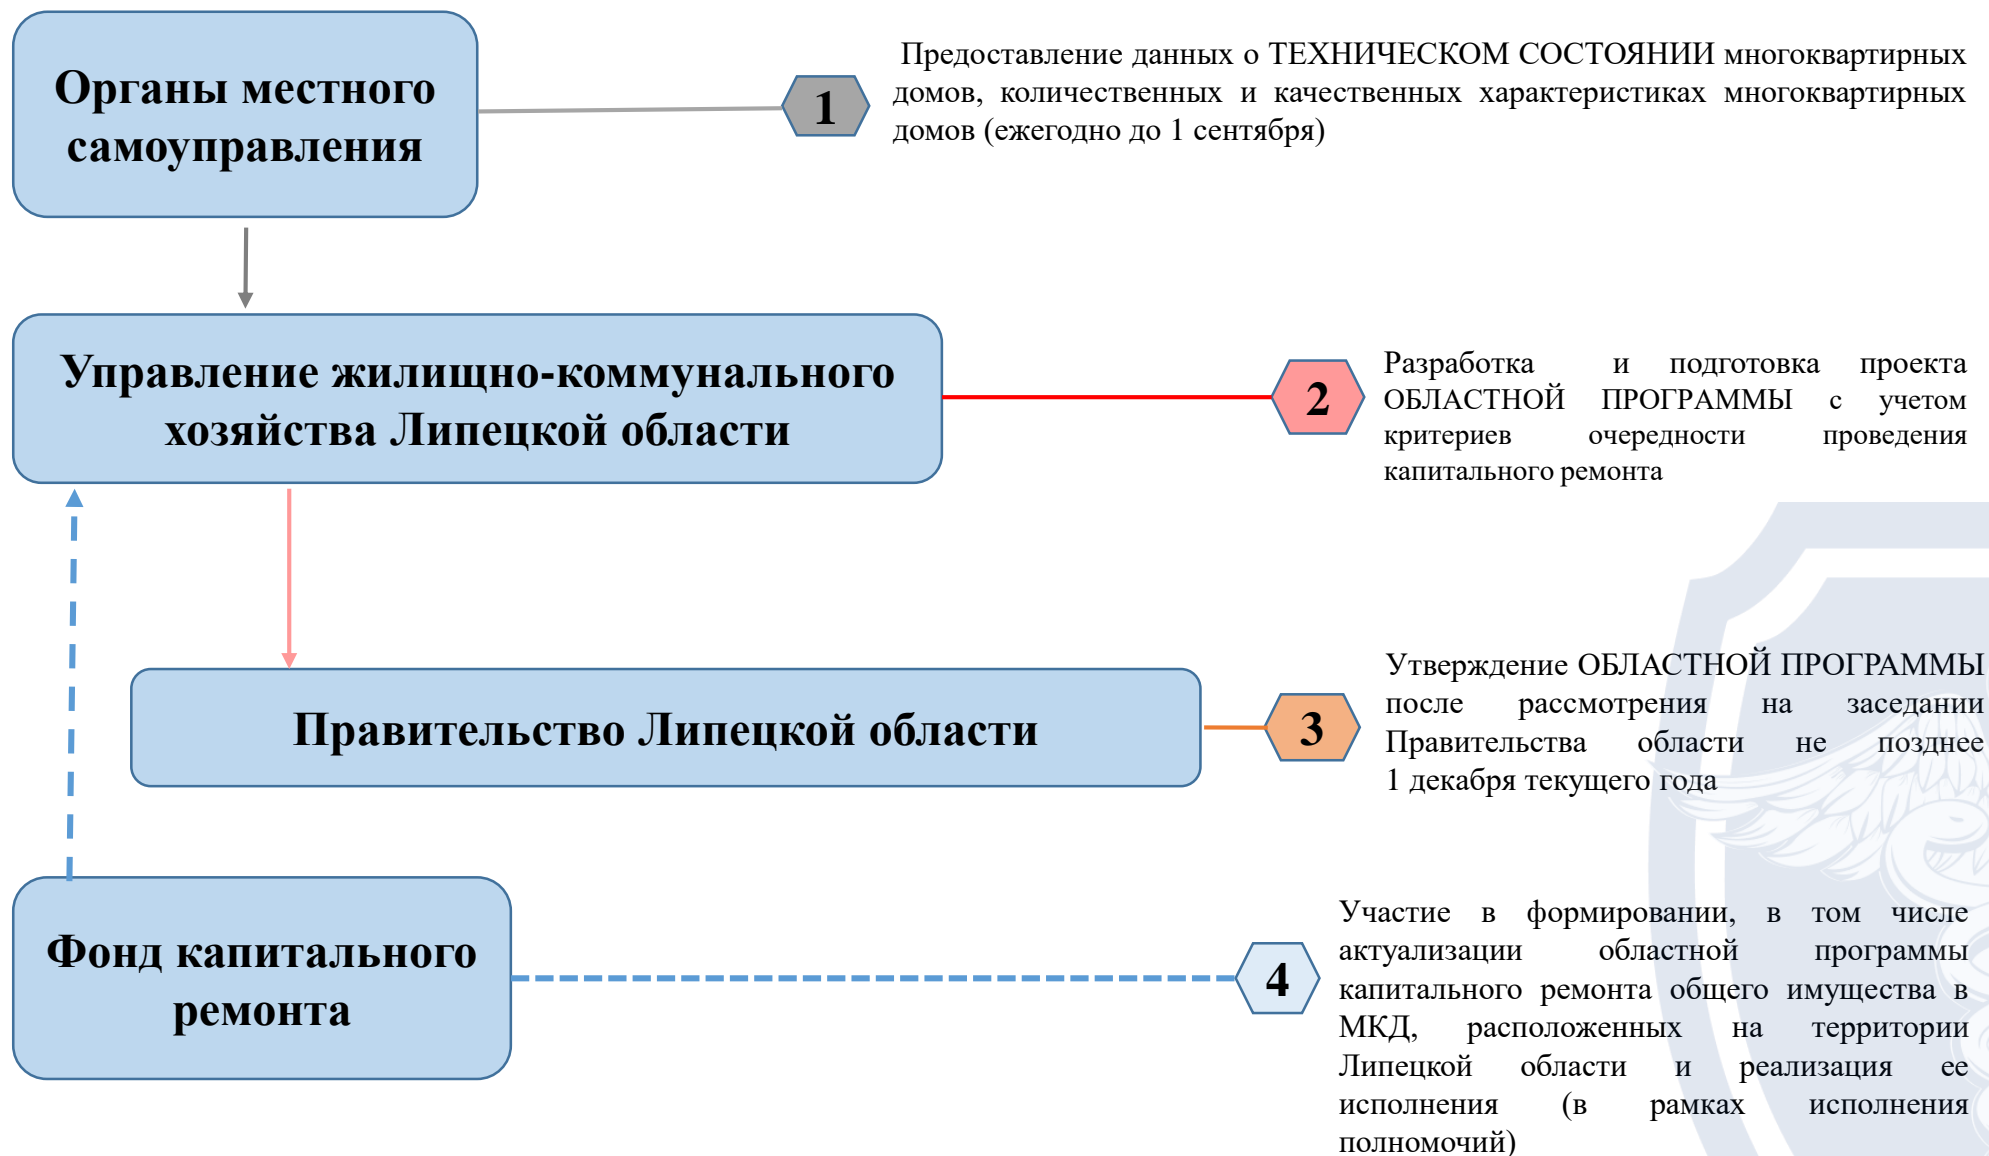 Органы местного
самоуправления
1
Предоставление данных о ТЕХНИЧЕСКОМ СОСТОЯНИИ многоквартирных
домов, количественных и качественных характеристиках многоквартирных
домов (ежегодно до 1 сентября)
Управление жилищно-коммунального
хозяйства Липецкой области
2
Разработка и подготовка проекта
ОБЛАСТНОЙ ПРОГРАММЫ с учетом
критериев очередности проведения
капитального ремонта
Правительство Липецкой области
3
Утверждение ОБЛАСТНОЙ ПРОГРАММЫ
после рассмотрения на заседании
Правительства области не позднее
1 декабря текущего года
Фонд капитального
ремонта
4
Участие в формировании, в том числе
актуализации областной программы
капитального ремонта общего имущества в
МКД, расположенных на территории
Липецкой области и реализация ее
исполнения (в рамках исполнения
полномочий)